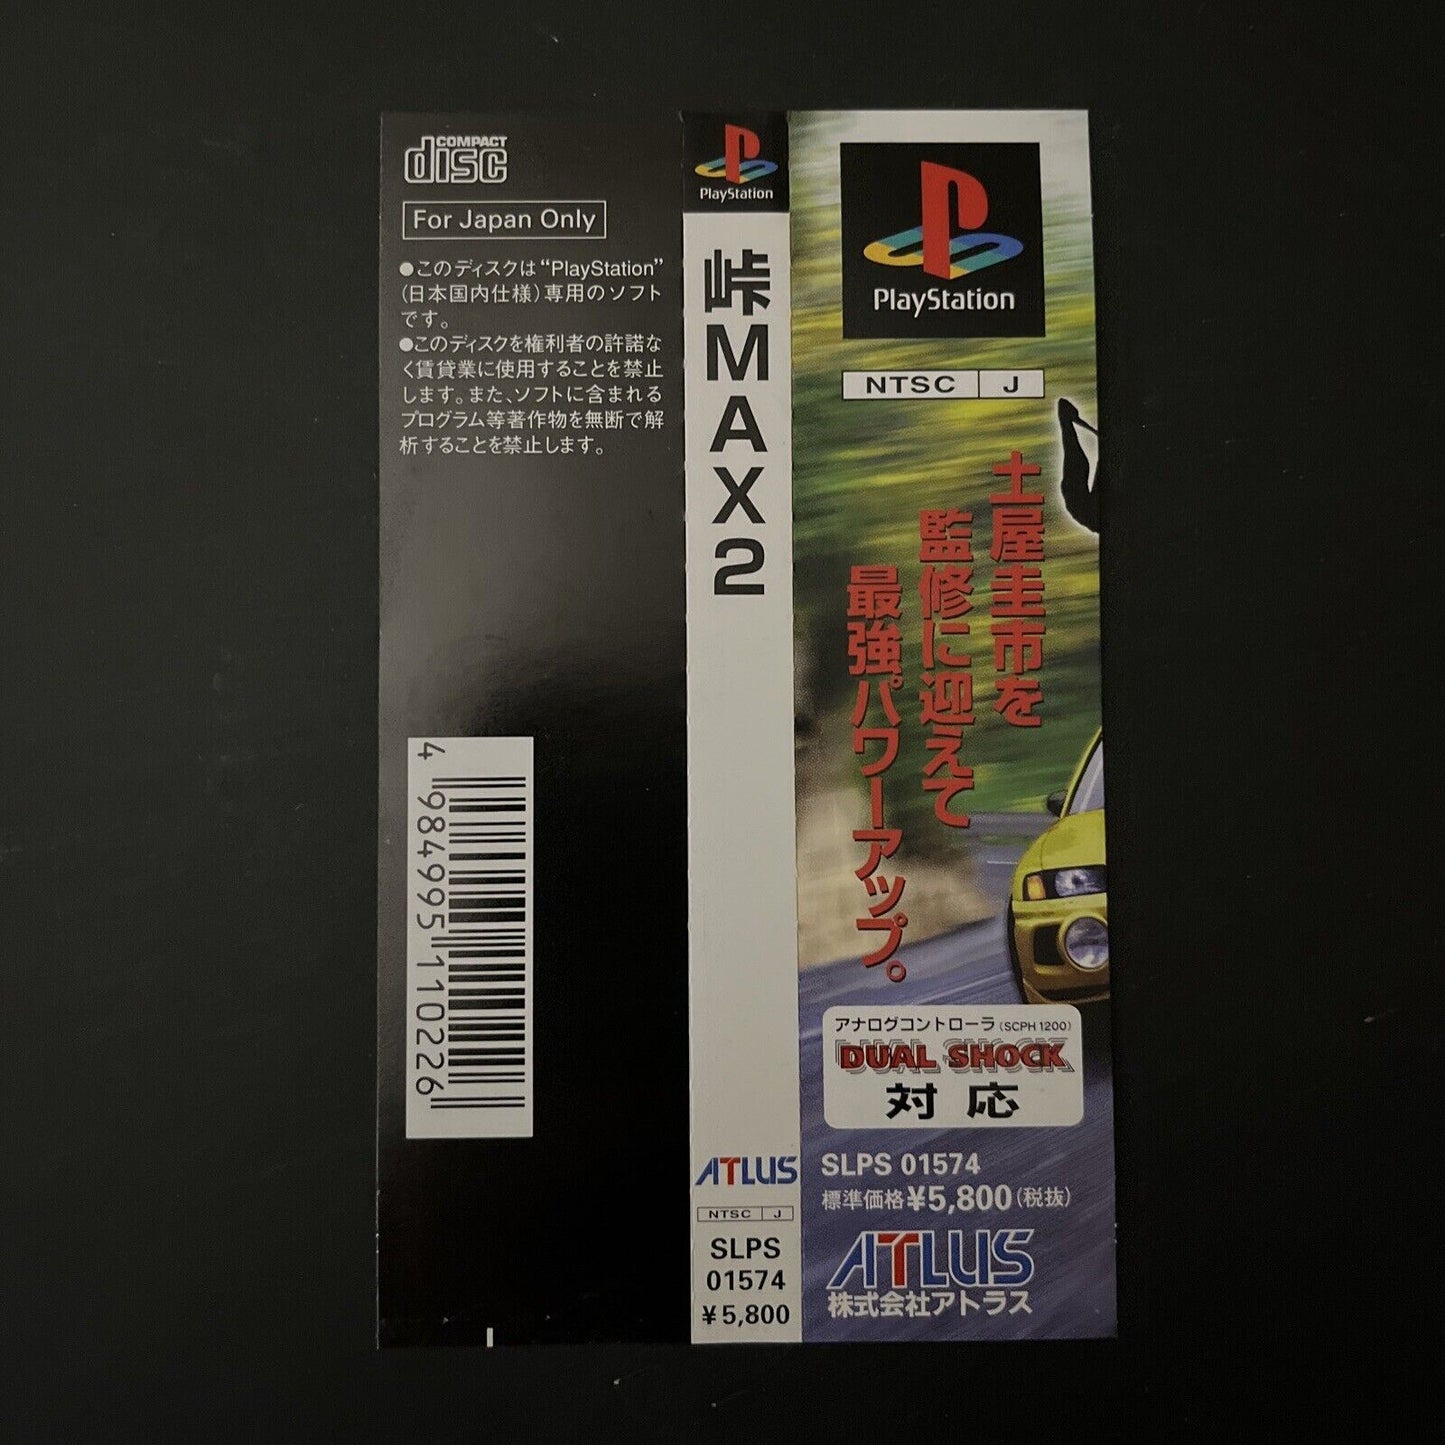 COMPACT
disc
For Japan Only
●このディスクは“PlayStation”
(日本国内仕様)専用のソフト
です。
●このディスクを権利者の許諾な
く賃貸業に使用することを禁止
します。また、ソフトに含まれる
プログラム等著作物を無断で解
析することを禁止します。
4 984995 110226
PlayStation
峠MAX2
ATLUS
NTSC J
SLPS
01574
¥5,800
PlayStation
NTSC J
土屋圭市を
監修に迎えて
最強パワーアップ。
アナログコントローラ(SCPH 1200)
DUAL SHOCK
対応
SLPS 01574
標準価格¥5,800(税抜)
ATLUS
株式会社アトラス